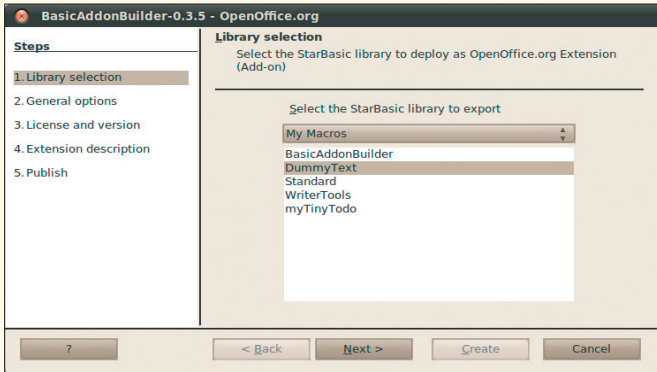 BasicAddonBuilder-0.3.5 - OpenOffice.org
Steps
1. Library selection
2. General options
3. License and version
4. Extension description
5. Publish
Library selection
Select the StarBasic library to deploy as OpenOffice.org Extension
(Add-on)
Select the StarBasic library to export
My Macros
BasicAddonBuilder
DummyText
Standard
WriterTools
myTinyTodo
?
< Back
Next >
Create
Cancel